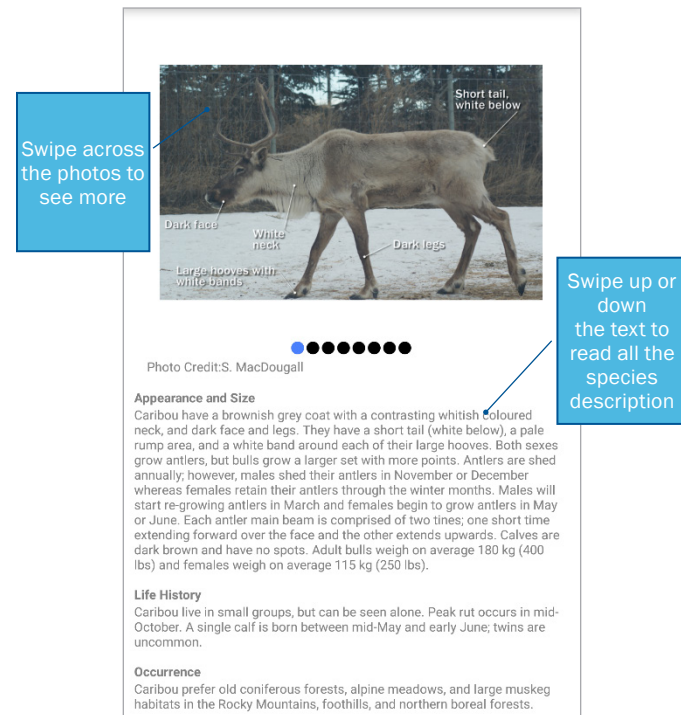 Swipe across
the photos to
see more
Short tail,
white below
Dark face
White
neck
Dark legs
Large hooves with
white bands
Swipe up or
down
the text to
read all the
species
description
Photo Credit:S. MacDougall
Appearance and Size
Caribou have a brownish grey coat with a contrasting whitish coloured
neck, and dark face and legs. They have a short tail (white below), a pale
rump area, and a white band around each of their large hooves. Both sexes
grow antlers, but bulls grow a larger set with more points. Antlers are shed
annually; however, males shed their antlers in November or December
whereas females retain their antlers through the winter months. Males will
start re-growing antlers in March and females begin to grow antlers in May
or June. Each antler main beam is comprised of two tines; one short time
extending forward over the face and the other extends upwards. Calves are
dark brown and have no spots. Adult bulls weigh on average 180 kg (400
lbs) and females weigh on average 115 kg (250 lbs).
Life History
Caribou live in small groups, but can be seen alone. Peak rut occurs in mid-
October. A single calf is born between mid-May and early June; twins are
uncommon.
Occurrence
Caribou prefer old coniferous forests, alpine meadows, and large muskeg
habitats in the Rocky Mountains, foothills, and northern boreal forests.